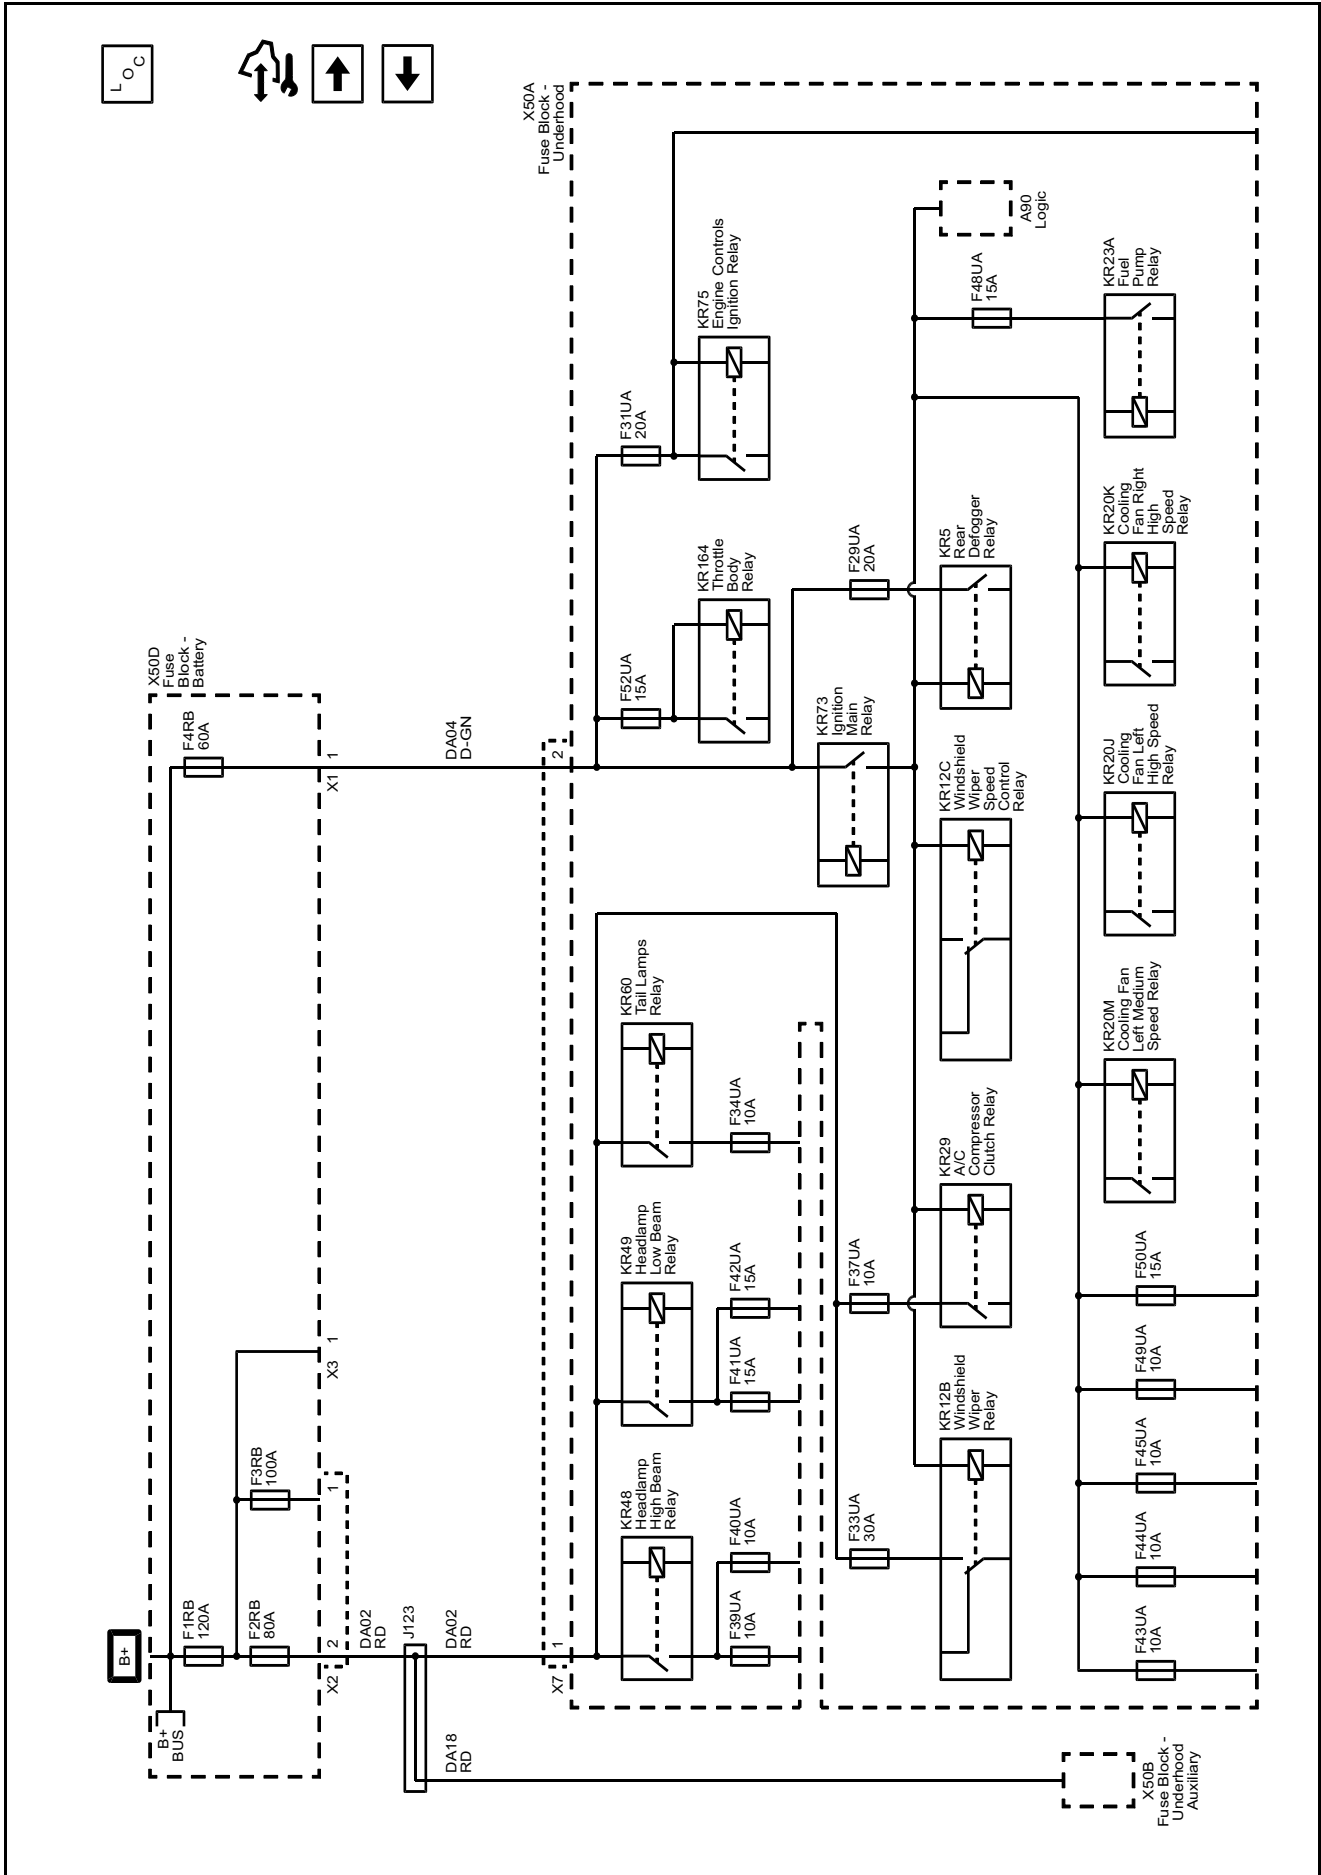 L O C
X50D
Fuse
Block -
Battery
B+
B+
BUS
F1RB
120A
F2RB
80A
F3RB
100A
F4RB
60A
X2
2
1
X3
1
X1
1
DA02
RD
J123
DA02
RD
DA18
RD
DA04
D-GN
X7
1
2
X50A
Fuse Block -
Underhood
KR48
Headlamp
High Beam
Relay
KR49
Headlamp
Low Beam
Relay
KR60
Tail Lamps
Relay
F52UA
15A
KR164
Throttle
Body
Relay
F31UA
20A
KR75
Engine Controls
Ignition Relay
F39UA
10A
F40UA
10A
F41UA
15A
F42UA
15A
F34UA
10A
KR73
Ignition
Main
Relay
F33UA
30A
F37UA
10A
F29UA
20A
KR12B
Windshield
Wiper
Relay
KR29
A/C
Compressor
Clutch Relay
KR12C
Windshield
Wiper
Speed
Control
Relay
KR5
Rear
Defogger
Relay
F48UA
15A
A90
Logic
F43UA
10A
F44UA
10A
F45UA
10A
F49UA
10A
F50UA
15A
KR20M
Cooling Fan
Left Medium
Speed Relay
KR20J
Cooling
Fan Left
High Speed
Relay
KR20K
Cooling
Fan Right
High
Speed
Relay
KR23A
Fuel
Pump
Relay
X50B
Fuse Block -
Underhood
Auxiliary